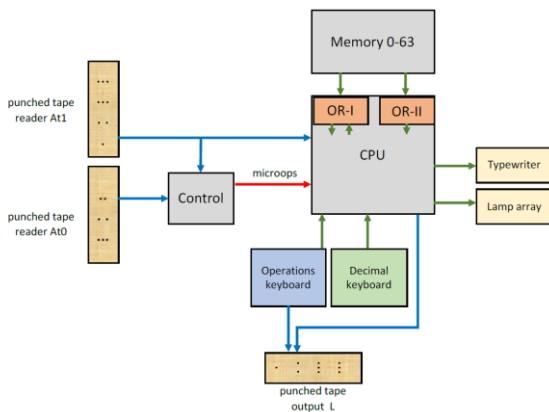 Memory 0-63
punched tape
reader At1
OR-I
OR-II
CPU
Typewriter
microops
Control
Lamp array
punched tape
reader At0
Operations
keyboard
Decimal
keyboard
punched tape
output L